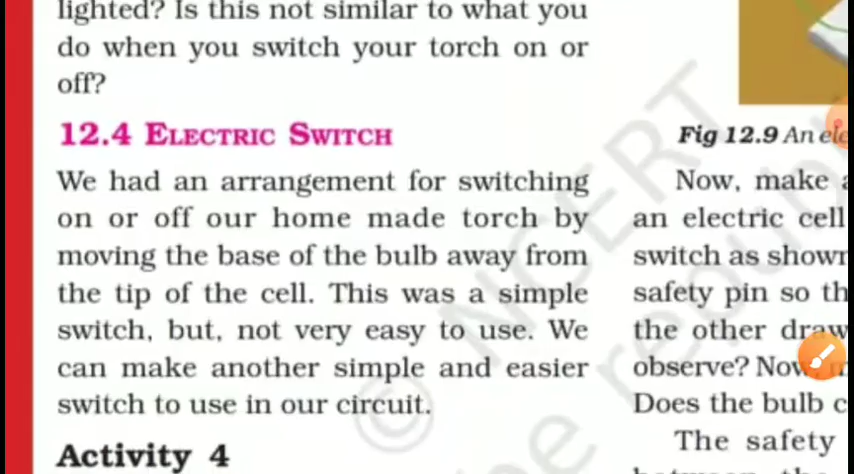 lighted? Is this not similar to what you
do when you switch your torch on or
off?
12.4 ELECTRIC SWITCH
We had an arrangement for switching
on or off our home made torch by
moving the base of the bulb away from
the tip of the cell. This was a simple
switch, but, not very easy to use. We
can make another simple and easier
switch to use in our circuit.
Activity 4
Fig 12.9 An
Now, make
an electric cell
switch as shown
safety pin so
the other
observe? Now
Does the bulb
The safety
© NCERT
be republ